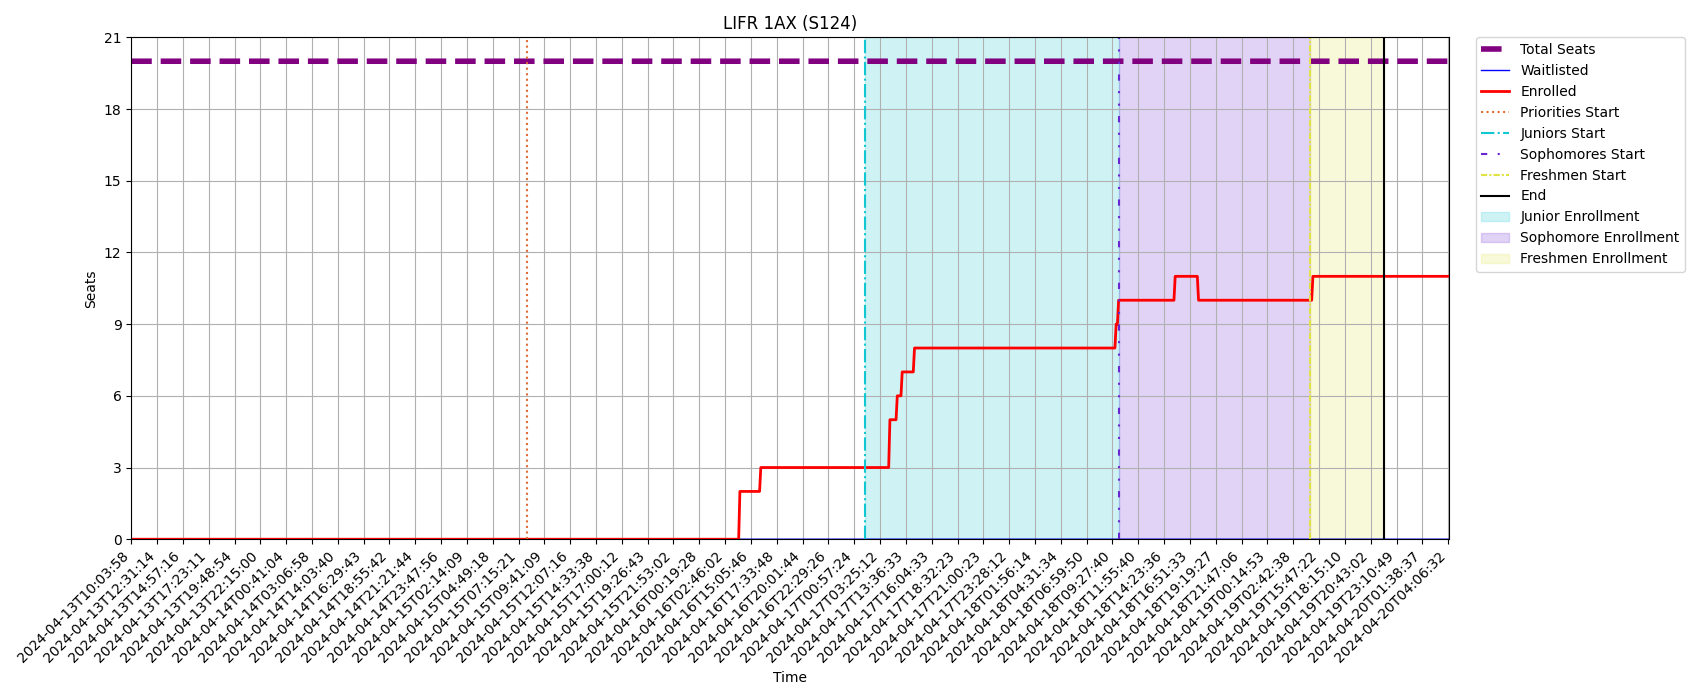 LIFR 1AX (S124)
21
18
15
12
9
6
3
0
Seats
2024-04-13T10:03:58
2024-04-13T12:31:14
2024-04-13T14:57:16
2024-04-13T17:23:11
2024-04-13T19:48:54
2024-04-13T22:15:00
2024-04-14T00:41:04
2024-04-14T03:06:58
2024-04-14T14:03:40
2024-04-14T16:29:43
2024-04-14T18:55:42
2024-04-14T21:21:44
2024-04-14T23:47:56
2024-04-15T02:14:09
2024-04-15T04:49:18
2024-04-15T07:15:21
2024-04-15T09:41:09
2024-04-15T12:07:16
2024-04-15T14:33:38
2024-04-15T17:00:12
2024-04-15T19:26:43
2024-04-15T21:53:02
2024-04-16T00:19:28
2024-04-16T02:46:02
2024-04-16T15:05:46
2024-04-16T17:33:48
2024-04-16T20:01:44
2024-04-16T22:29:26
2024-04-17T00:57:24
2024-04-17T03:25:12
2024-04-17T13:36:33
2024-04-17T16:04:33
2024-04-17T18:32:23
2024-04-17T21:00:23
2024-04-17T23:28:12
2024-04-18T01:56:14
2024-04-18T04:31:34
2024-04-18T06:59:50
2024-04-18T09:27:40
2024-04-18T11:55:40
2024-04-18T14:23:36
2024-04-18T16:51:33
2024-04-18T19:19:27
2024-04-18T21:47:06
2024-04-19T00:14:53
2024-04-19T02:42:38
2024-04-19T15:47:22
2024-04-19T18:15:10
2024-04-19T20:43:02
2024-04-19T23:10:49
2024-04-20T01:38:37
2024-04-20T04:06:32
Time
Total Seats
Waitlisted
Enrolled
Priorities Start
Juniors Start
Sophomores Start
Freshmen Start
End
Junior Enrollment
Sophomore Enrollment
Freshmen Enrollment